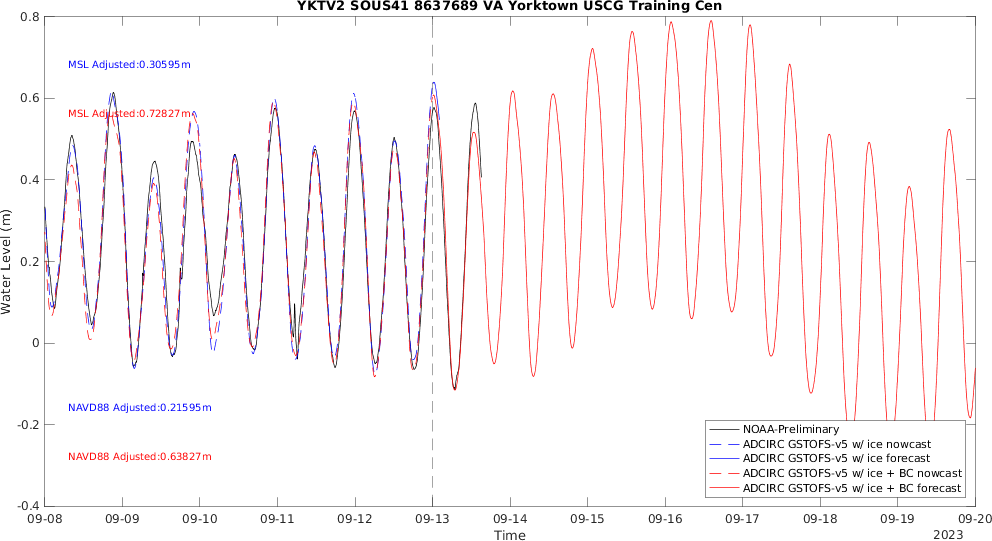 YKTV2 SOUS41 8637689 VA Yorktown USCG Training Cen
MSL Adjusted:0.30595m
MSL Adjusted:0.72827m
NAVD88 Adjusted:0.21595m
NAVD88 Adjusted:0.63827m
Water Level (m)
0.8
0.6
0.4
0.2
0
-0.2
-0.4
NOAA-Preliminary
ADCIRC GSTOFS-v5 w/ ice nowcast
ADCIRC GSTOFS-v5 w/ ice forecast
ADCIRC GSTOFS-v5 w/ ice + BC nowcast
ADCIRC GSTOFS-v5 w/ ice + BC forecast
09-08 09-09 09-10 09-11 09-12 09-13 09-14 09-15 09-16 09-17 09-18 09-19 09-20
Time
2023